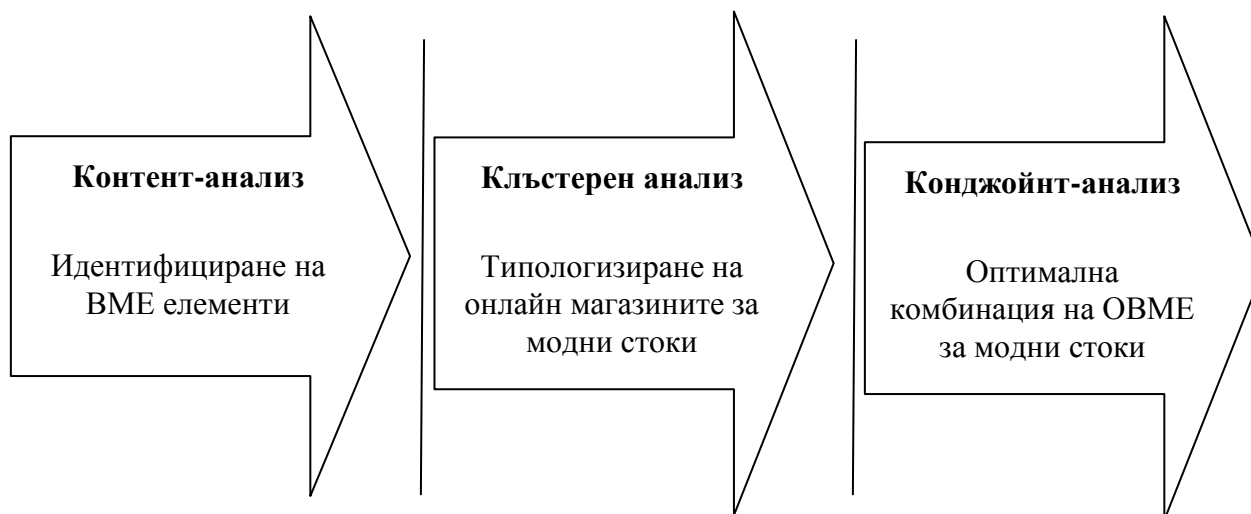 Контент-анализ
Идентифициране на
ВМЕ елементи
Клъстерен анализ
Типологизиране на
онлайн магазините за
модни стоки
Конджойнт-анализ
Оптимална
комбинация на ОВМЕ
за модни стоки